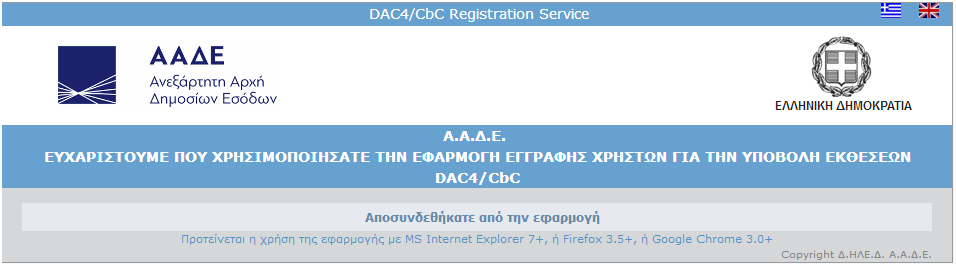 DAC4/CbC Registration Service
ΑΑΔΕ
Ανεξάρτητη Αρχή
Δημοσίων Εσόδων
ΕΛΛΗΝΙΚΗ ΔΗΜΟΚΡΑΤΙΑ
Α.Α.Δ.Ε.
ΕΥΧΑΡΙΣΤΟΥΜΕ ΠΟΥ ΧΡΗΣΙΜΟΠΟΙΗΣΑΤΕ ΤΗΝ ΕΦΑΡΜΟΓΗ ΕΓΓΡΑΦΗΣ ΧΡΗΣΤΩΝ ΓΙΑ ΤΗΝ ΥΠΟΒΟΛΗ ΕΚΘΕΣΕΩΝ
DAC4/CbC
Αποσυνδεθήκατε από την εφαρμογή
Προτείνεται η χρήση της εφαρμογής με MS Internet Explorer 7+, ή Firefox 3.5+, ή Google Chrome 3.0+
Copyright Δ.ΗΛΕ.Δ. Α.Α.Δ.Ε.